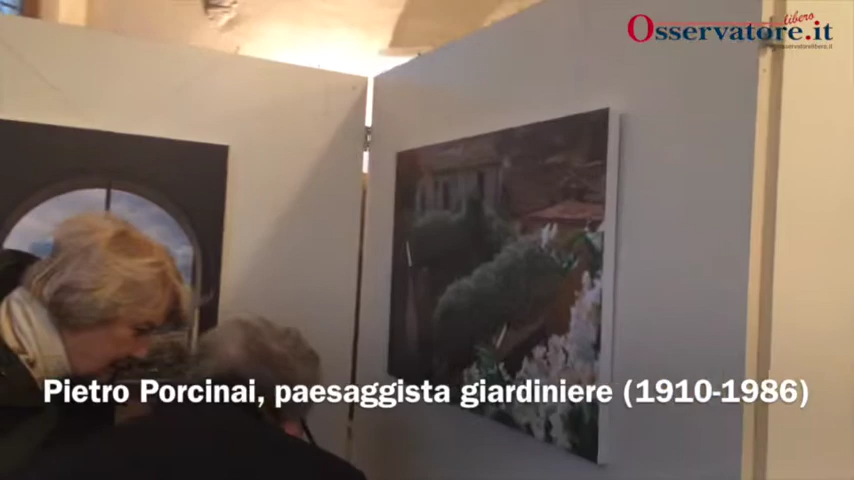 libero
Osservatore.it
Pietro Porcinai, paesaggista giardiniere (1910-1986)